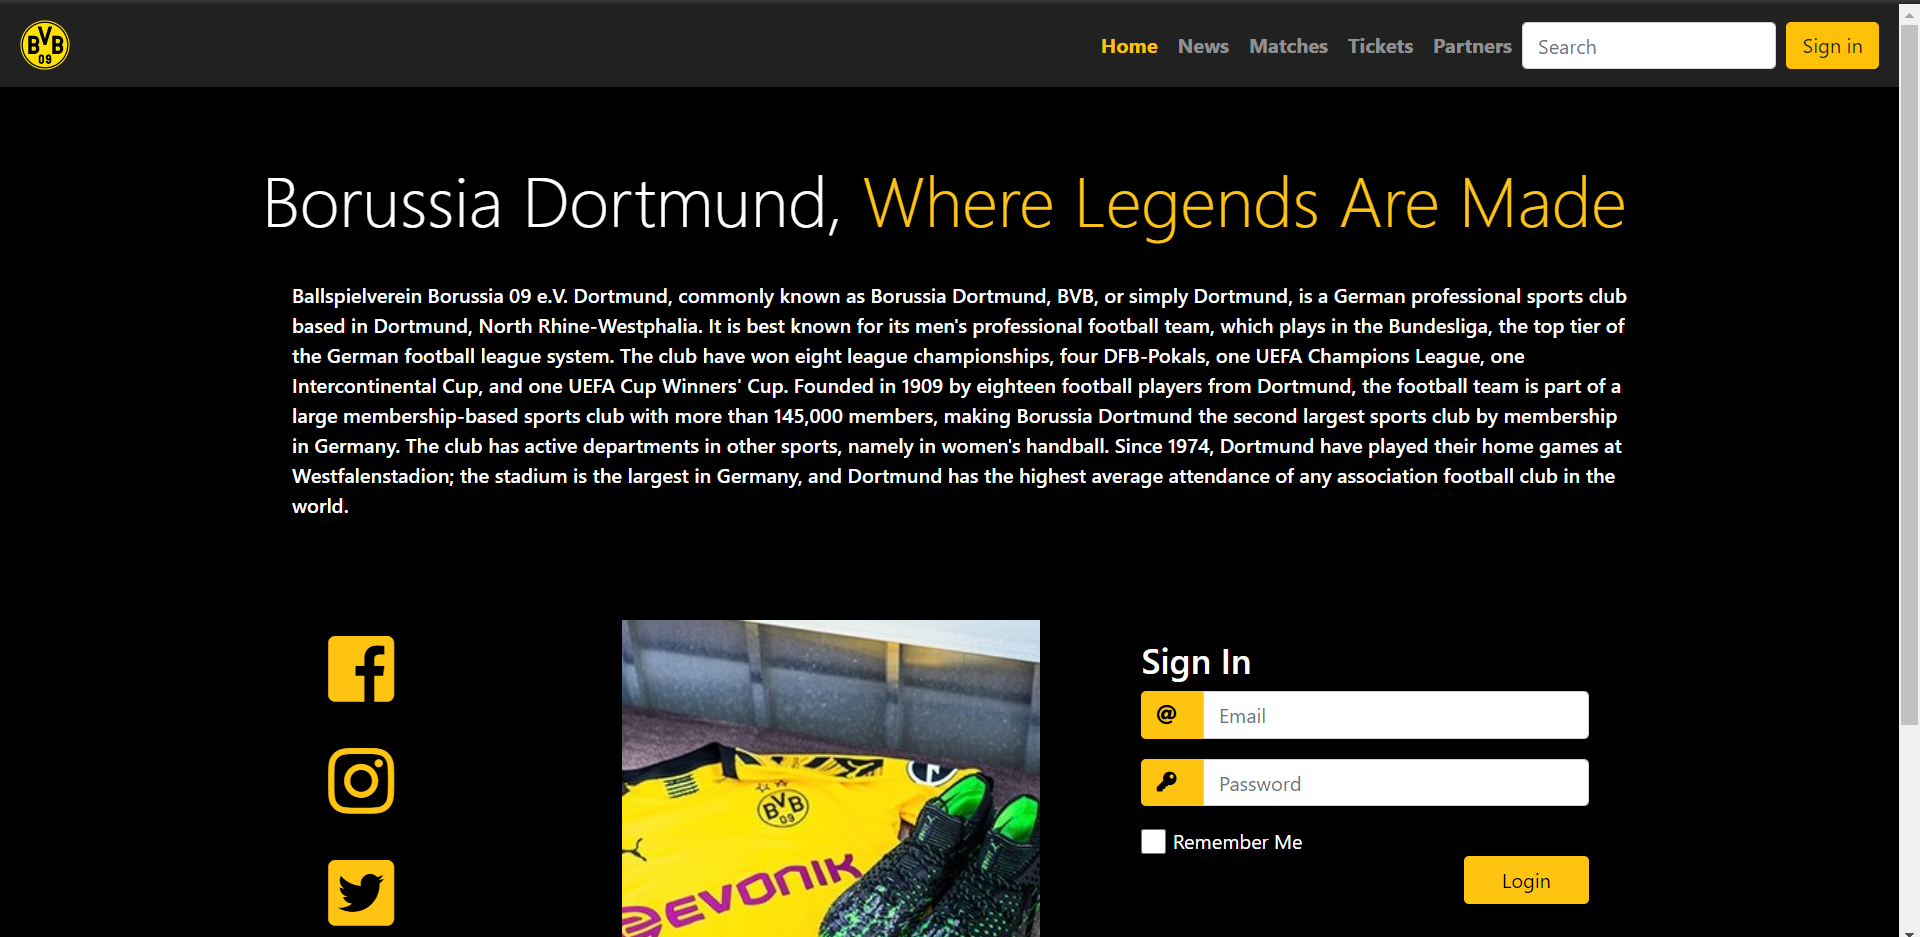 BVB
09
Home News Matches Tickets Partners Search Sign in
Borussia Dortmund, Where Legends Are Made
Ballspielverein Borussia 09 e.V. Dortmund, commonly known as Borussia Dortmund, BVB, or simply Dortmund, is a German professional sports club
based in Dortmund, North Rhine-Westphalia. It is best known for its men's professional football team, which plays in the Bundesliga, the top tier of
the German football league system. The club have won eight league championships, four DFB-Pokals, one UEFA Champions League, one
Intercontinental Cup, and one UEFA Cup Winners' Cup. Founded in 1909 by eighteen football players from Dortmund, the football team is part of a
large membership-based sports club with more than 145,000 members, making Borussia Dortmund the second largest sports club by membership
in Germany. The club has active departments in other sports, namely in women's handball. Since 1974, Dortmund have played their home games at
Westfalenstadion; the stadium is the largest in Germany, and Dortmund has the highest average attendance of any association football club in the
world.
BVB
09
EVONIK
Sign In
@ Email
Password
Remember Me
Login